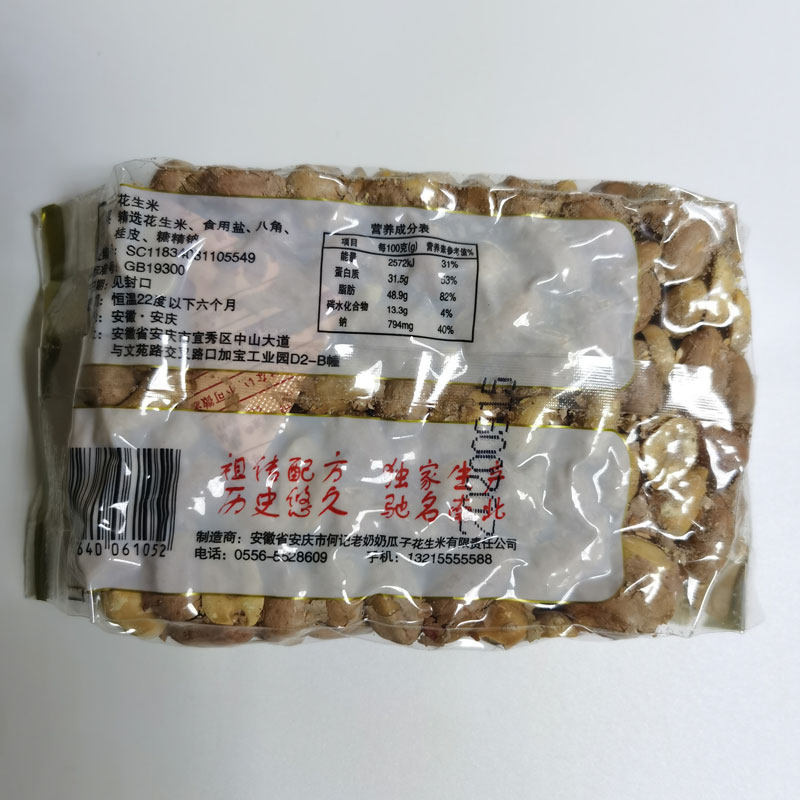 花生米
精选花生米、食用盐、八角、
桂皮、糖精钠
SC11834081105549
GB19300
见封口
恒温22度以下六个月
安徽·安庆
安徽省安庆市宜秀区中山大道
与文苑路交叉路口加宝工业园D2-B幢
营养成分表
项目 每100克(g) 营养素参考值%
能量 2572kJ 31%
蛋白质 31.5g 53%
脂肪 48.9g 82%
碳水化合物 13.3g 4%
钠 794mg 40%
祖传配方 独家生产
历史悠久 驰名南北
制造商：安徽省安庆市何记老奶奶瓜子花生米有限责任公司
电话：0556-5528609 手机：13215555588
640 061052